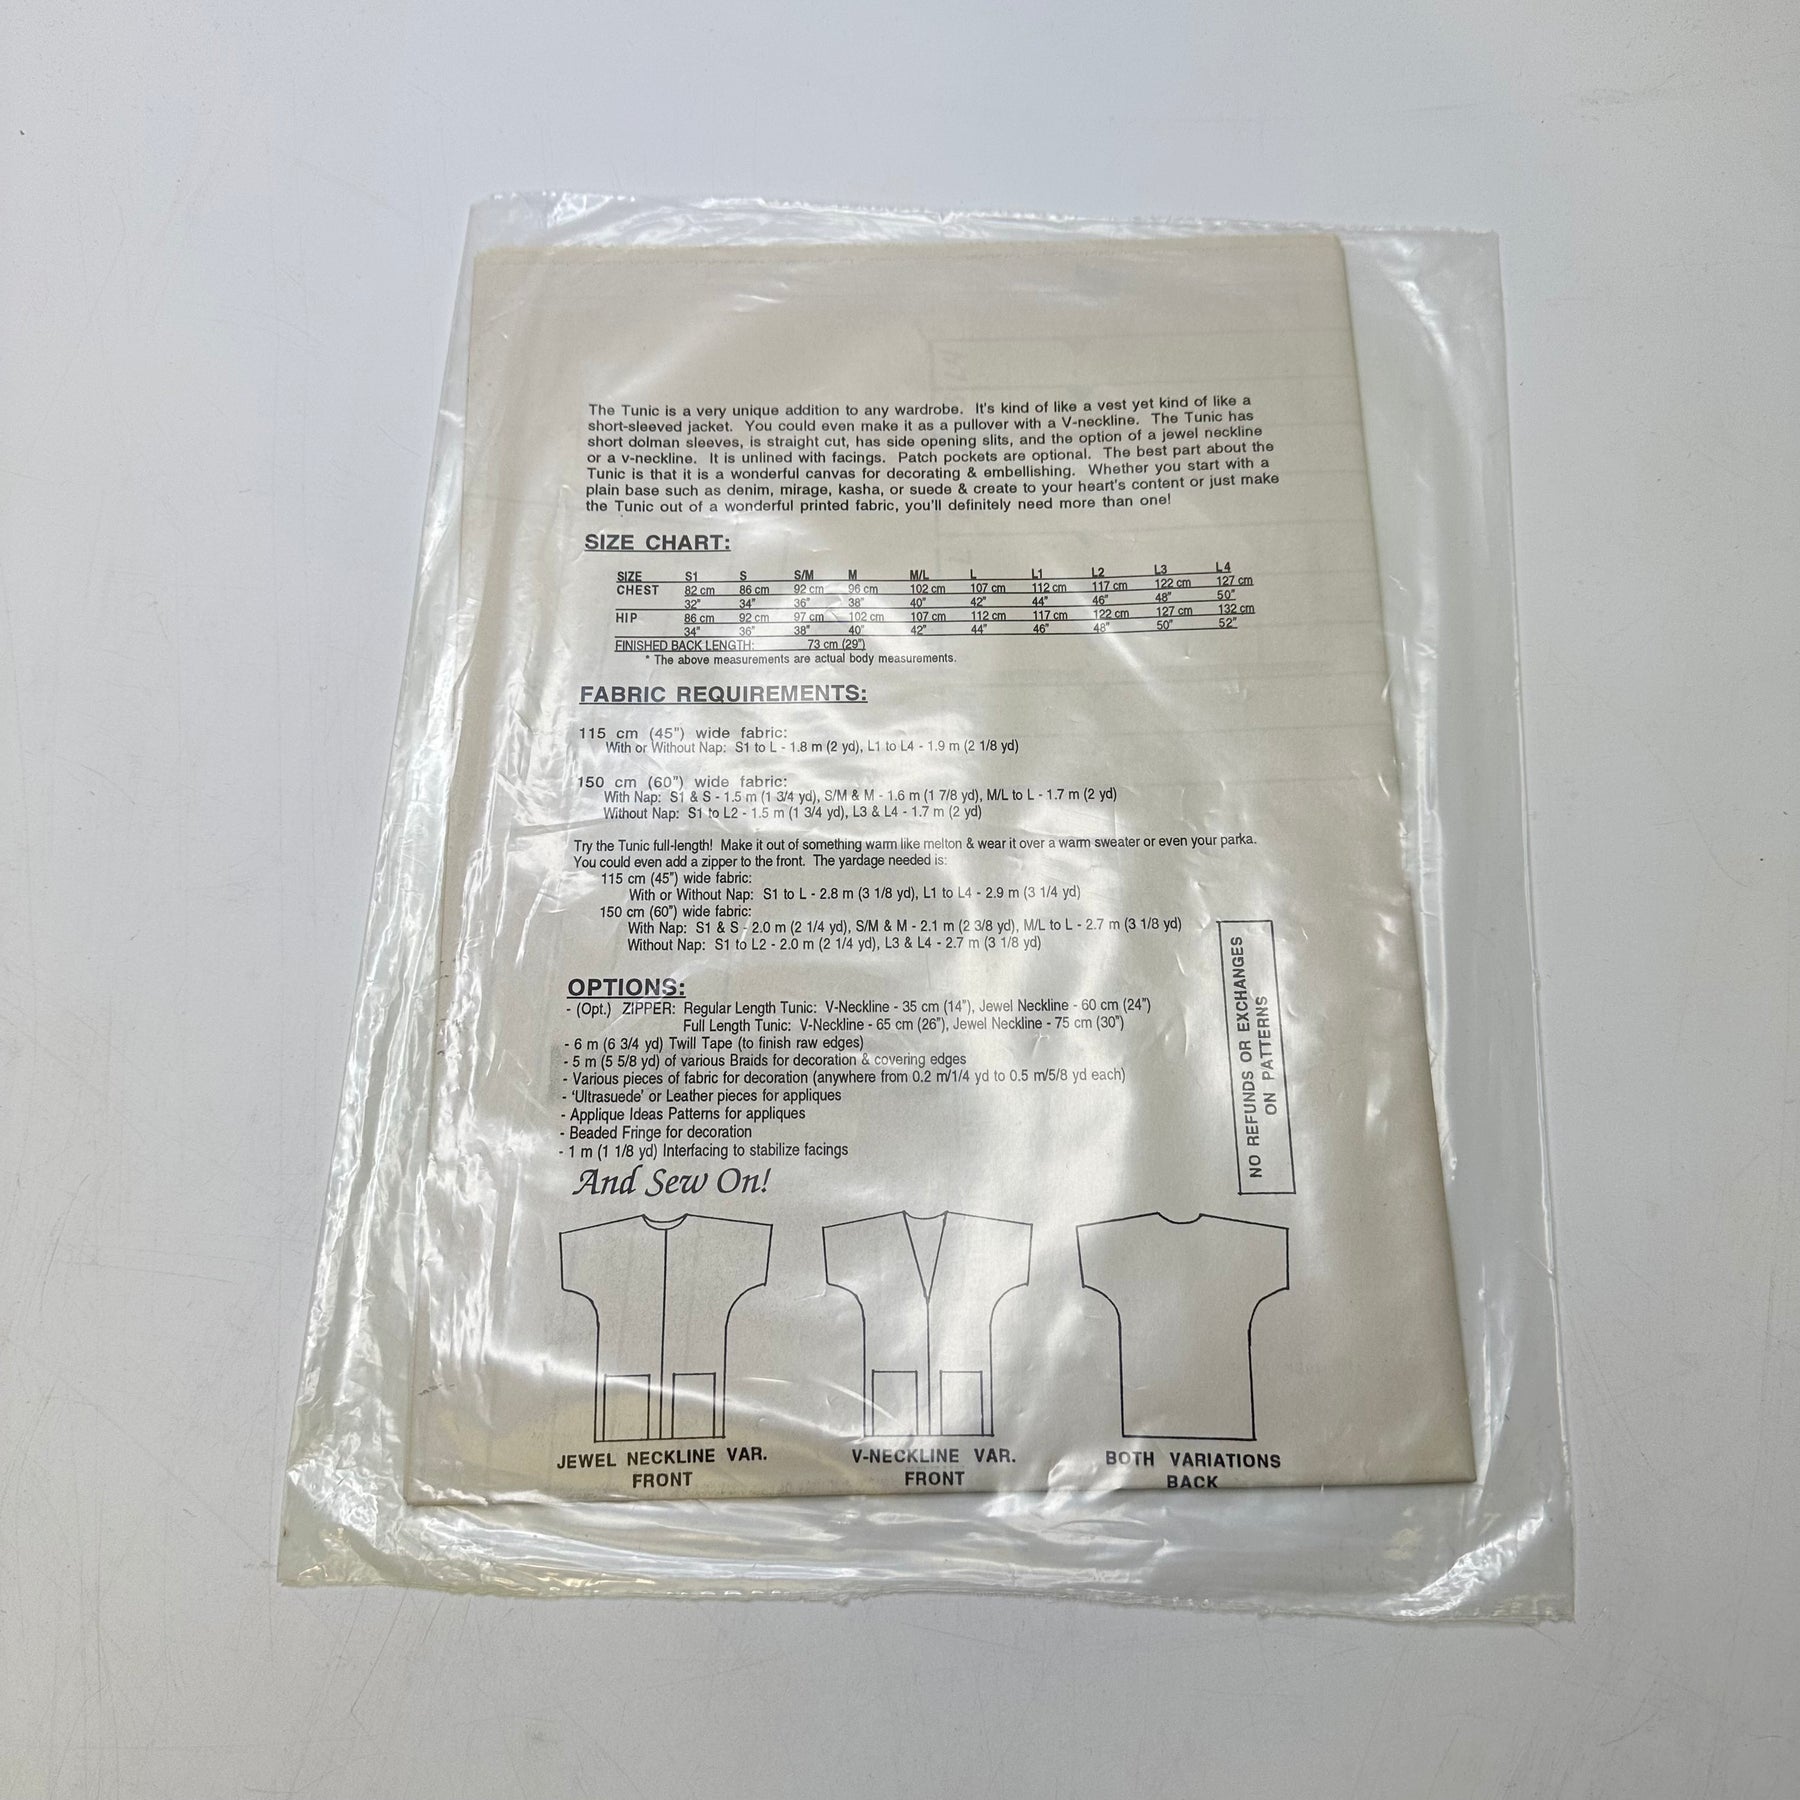 The Tunic is a very unique addition to any wardrobe. It's kind of like a vest yet kind of like a
short-sleeved jacket. You could even make it as a pullover with a V-neckline. The Tunic has
short dolman sleeves, is straight cut, has side opening slits, and the option of a jewel neckline
or a v-neckline. It is unlined with facings. Patch pockets are optional. The best part about the
Tunic is that it is a wonderful canvas for decorating & embellishing. Whether you start with a
plain base such as denim, mirage, kasha, or suede & create to your heart's content or just make
the Tunic out of a wonderful printed fabric, you'll definitely need more than one!
SIZE CHART:
SIZE S1 S S/M M M/L L L1 L2 L3 L4
CHEST 82 cm 86 cm 92 cm 96 cm 102 cm 107 cm 112 cm 117 cm 122 cm 127 cm
32" 34" 36" 38" 40" 42" 44" 46" 48" 50"
HIP 86 cm 92 cm 97 cm 102 cm 107 cm 112 cm 117 cm 122 cm 127 cm 132 cm
34" 36" 38" 40" 42" 44" 46" 48" 50" 52"
FINISHED BACK LENGTH: 73 cm (29")
* The above measurements are actual body measurements.
FABRIC REQUIREMENTS:
115 cm (45") wide fabric:
With or Without Nap: S1 to L - 1.8 m (2 yd), L1 to L4 - 1.9 m (2 1/8 yd)
150 cm (60") wide fabric:
With Nap: S1 & S - 1.5 m (1 3/4 yd), S/M & M - 1.6 m (1 7/8 yd), M/L to L - 1.7 m (2 yd)
Without Nap: S1 to L2 - 1.5 m (1 3/4 yd), L3 & L4 - 1.7 m (2 yd)
Try the Tunic full-length! Make it out of something warm like melton & wear it over a warm sweater or even your parka.
You could even add a zipper to the front. The yardage needed is:
115 cm (45") wide fabric:
With or Without Nap: S1 to L - 2.8 m (3 1/8 yd), L1 to L4 - 2.9 m (3 1/4 yd)
150 cm (60") wide fabric:
With Nap: S1 & S - 2.0 m (2 1/4 yd), S/M & M - 2.1 m (2 3/8 yd), M/L to L - 2.7 m (3 1/8 yd)
Without Nap: S1 to L2 - 2.0 m (2 1/4 yd), L3 & L4 - 2.7 m (3 1/8 yd)
OPTIONS:
- (Opt.) ZIPPER: Regular Length Tunic: V-Neckline - 35 cm (14"), Jewel Neckline - 60 cm (24")
Full Length Tunic: V-Neckline - 65 cm (26"), Jewel Neckline - 75 cm (30")
- 6 m (6 3/4 yd) Twill Tape (to finish raw edges)
- 5 m (5 5/8 yd) of various Braids for decoration & covering edges
- Various pieces of fabric for decoration (anywhere from 0.2 m/1/4 yd to 0.5 m/5/8 yd each)
- 'Ultrasuede' or Leather pieces for appliques
- Applique Ideas Patterns for appliques
- Beaded Fringe for decoration
- 1 m (1 1/8 yd) Interfacing to stabilize facings
And Sew On!
NO REFUNDS OR EXCHANGES
ON PATTERNS
JEWEL NECKLINE VAR.
FRONT
V-NECKLINE VAR.
FRONT
BOTH VARIATIONS
BACK